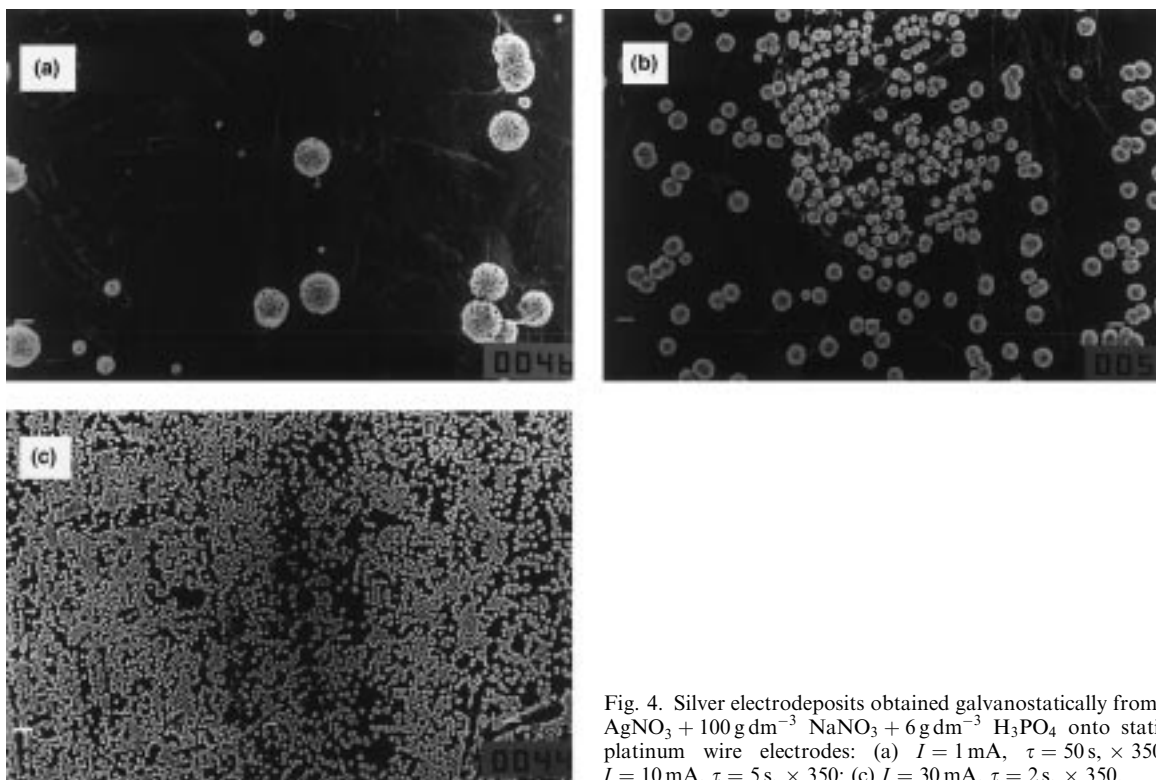 (a)
0046
(b)
005
(c)
0044
Fig. 4. Silver electrodeposits obtained galvanostatically from
AgNO₃ + 100 g dm⁻³ NaNO₃ + 6 g dm⁻³ H₃PO₄ onto stati
platinum wire electrodes: (a) I = 1 mA, τ = 50 s, × 350
I = 10 mA, τ = 5 s, × 350; (c) I = 30 mA, τ = 2 s, × 350